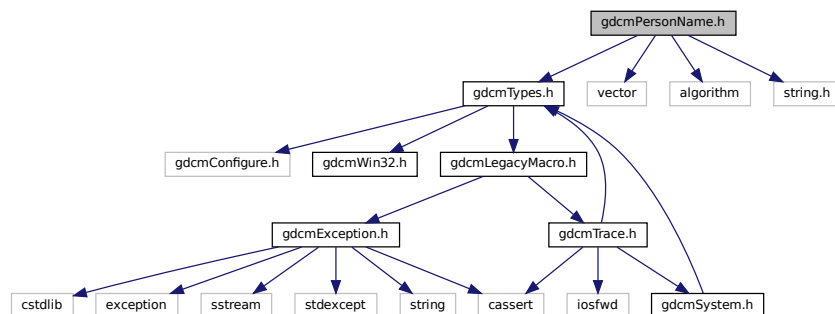 gdcmPersonName.h
gdcmTypes.h
vector
algorithm
string.h
gdcmConfigure.h
gdcmWin32.h
gdcmLegacyMacro.h
gdcmException.h
gdcmTrace.h
cstdlib
exception
sstream
stdexcept
string
cassert
iosfwd
gdcmSystem.h